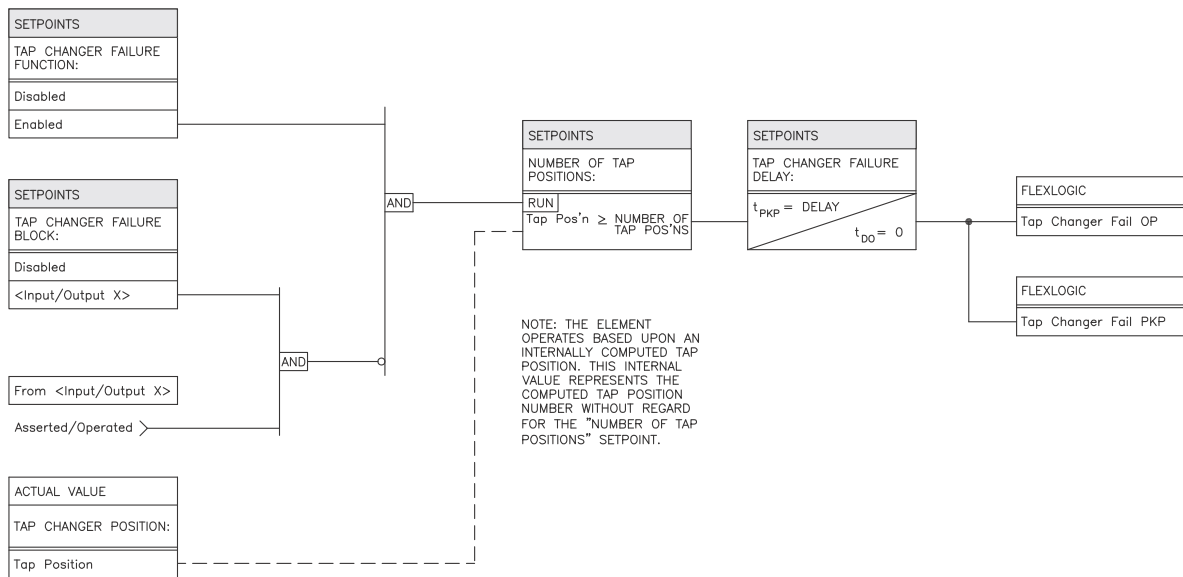 SETPOINTS
TAP CHANGER FAILURE
FUNCTION:
Disabled
Enabled
SETPOINTS
TAP CHANGER FAILURE
BLOCK:
Disabled
<Input/Output X>
From <Input/Output X>
Asserted/Operated
ACTUAL VALUE
TAP CHANGER POSITION:
Tap Position
AND
AND
SETPOINTS
NUMBER OF TAP
POSITIONS:
RUN
Tap Pos'n ≥ NUMBER OF
TAP POS'NS
NOTE: THE ELEMENT
OPERATES BASED UPON AN
INTERNALLY COMPUTED TAP
POSITION. THIS INTERNAL
VALUE REPRESENTS THE
COMPUTED TAP POSITION
NUMBER WITHOUT REGARD
FOR THE "NUMBER OF TAP
POSITIONS" SETPOINT.
SETPOINTS
TAP CHANGER FAILURE
DELAY:
tPKP = DELAY
tDO = 0
FLEXLOGIC
Tap Changer Fail OP
FLEXLOGIC
Tap Changer Fail PKP